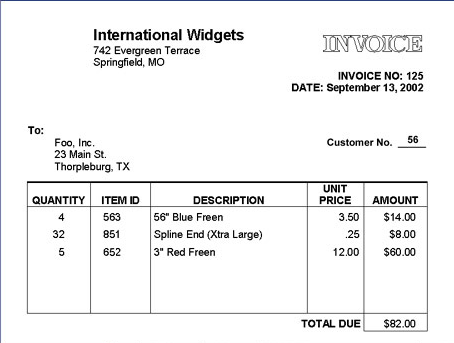 International Widgets
742 Evergreen Terrace
Springfield, MO
INVOICE
INVOICE NO: 125
DATE: September 13, 2002
To:
Foo, Inc.
23 Main St.
Thorpleburg, TX
Customer No. 56
QUANTITY ITEM ID DESCRIPTION UNIT PRICE AMOUNT
4 563 56" Blue Freen 3.50 $14.00
32 851 Spline End (Xtra Large) .25 $8.00
5 652 3" Red Freen 12.00 $60.00
TOTAL DUE $82.00